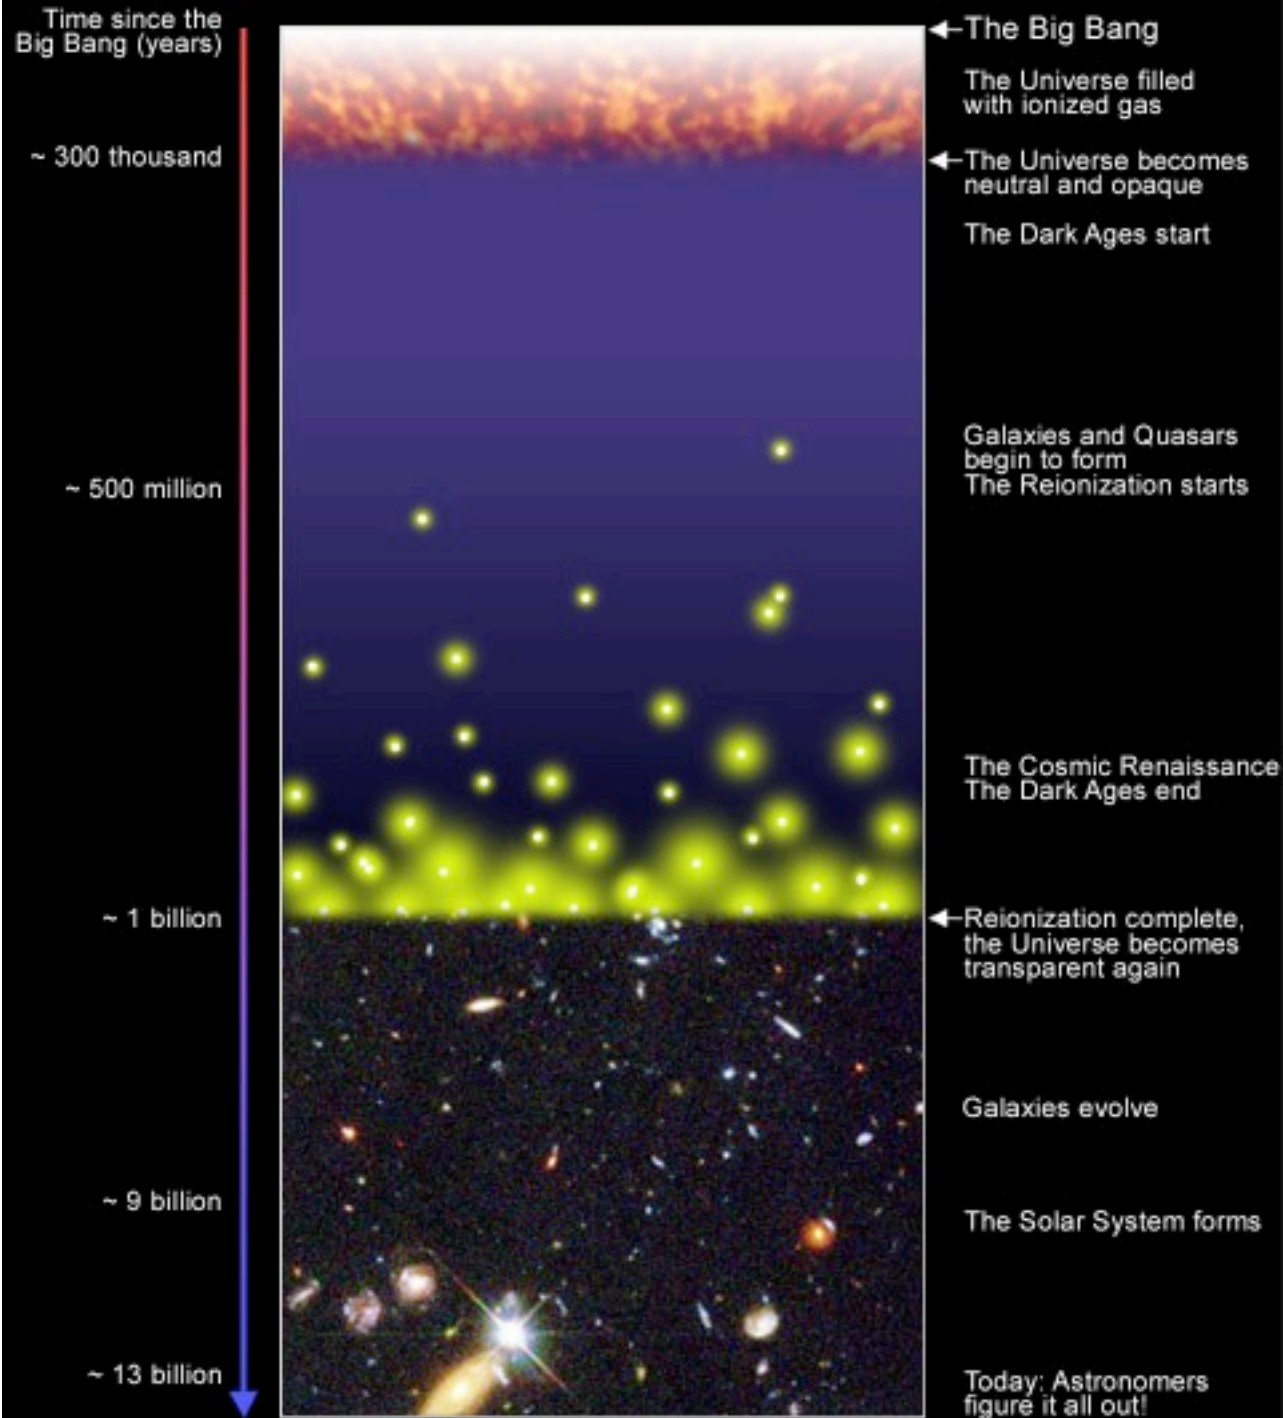 Time since the
Big Bang (years)
The Big Bang
The Universe filled
with ionized gas
~ 300 thousand
The Universe becomes
neutral and opaque
The Dark Ages start
Galaxies and Quasars
begin to form
~ 500 million
The Reionization starts
The Cosmic Renaissance
The Dark Ages end
~ 1 billion
Reionization complete,
the Universe becomes
transparent again
Galaxies evolve
~ 9 billion
The Solar System forms
~ 13 billion
Today: Astronomers
figure it all out!